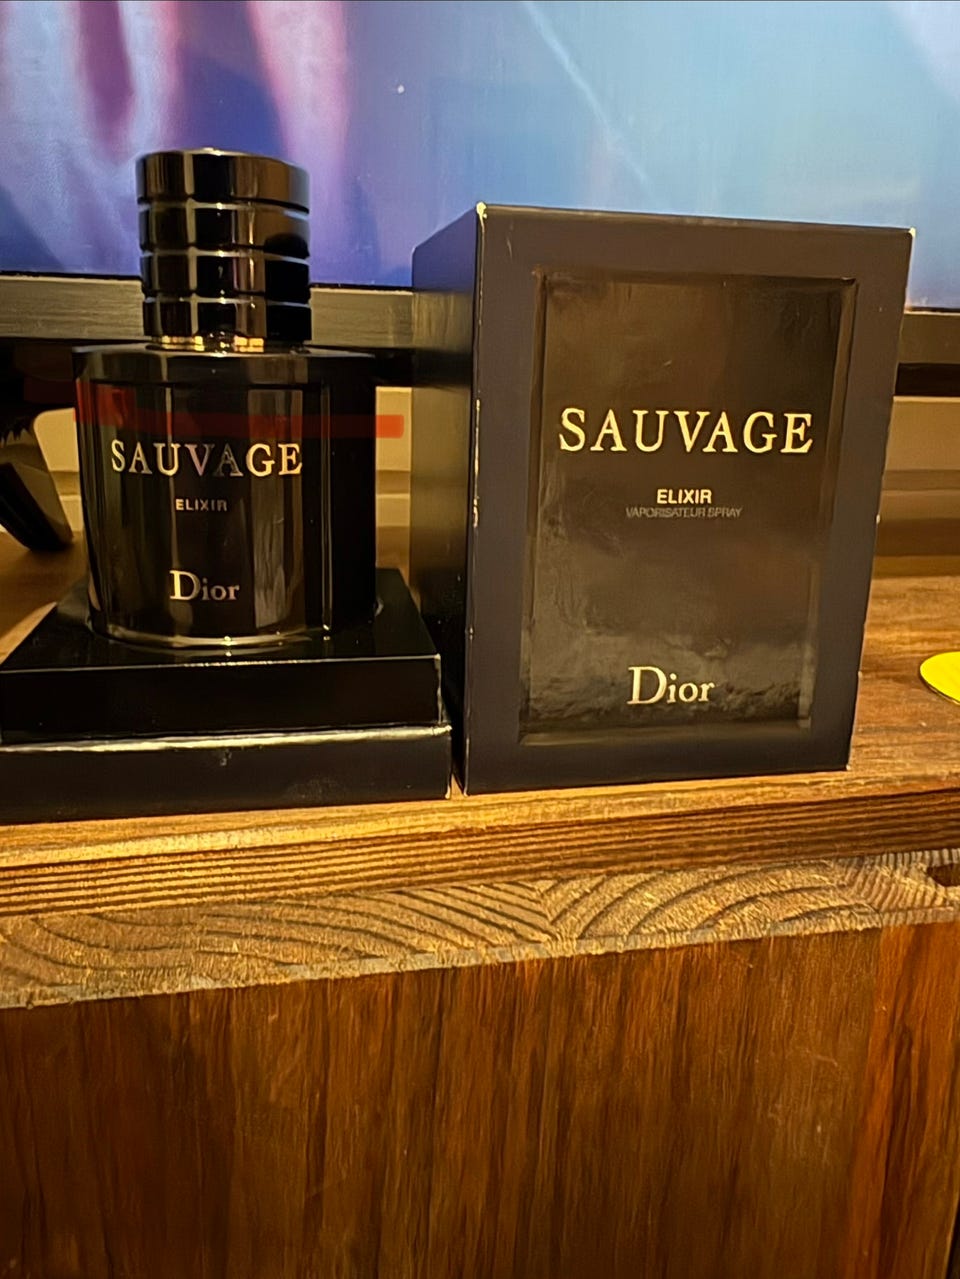 SAUVAGE
ELIXIR
Dior
SAUVAGE
ELIXIR
VAPORISATEUR SPRAY
Dior